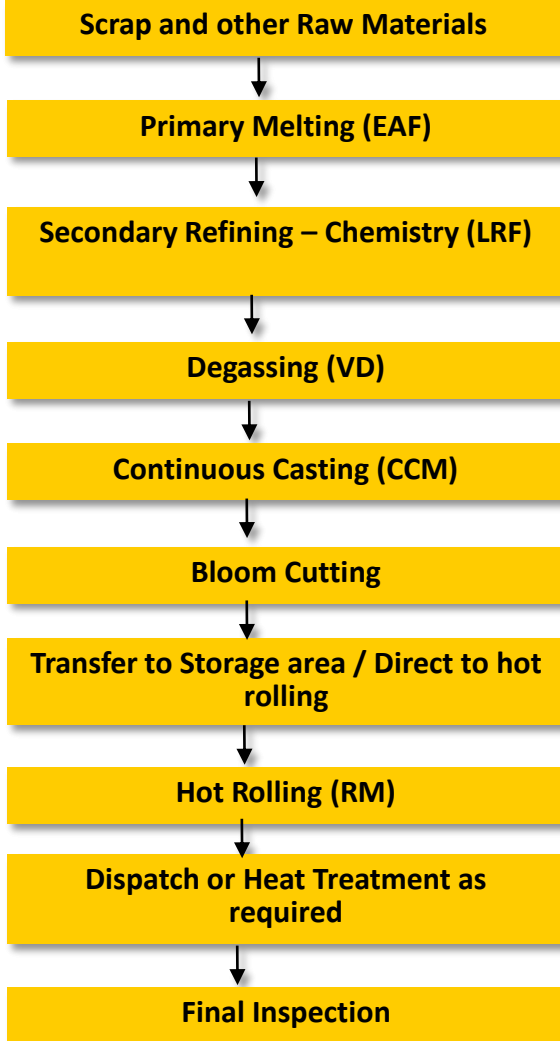 Scrap and other Raw Materials
Primary Melting (EAF)
Secondary Refining – Chemistry (LRF)
Degassing (VD)
Continuous Casting (CCM)
Bloom Cutting
Transfer to Storage area / Direct to hot
rolling
Hot Rolling (RM)
Dispatch or Heat Treatment as
required
Final Inspection